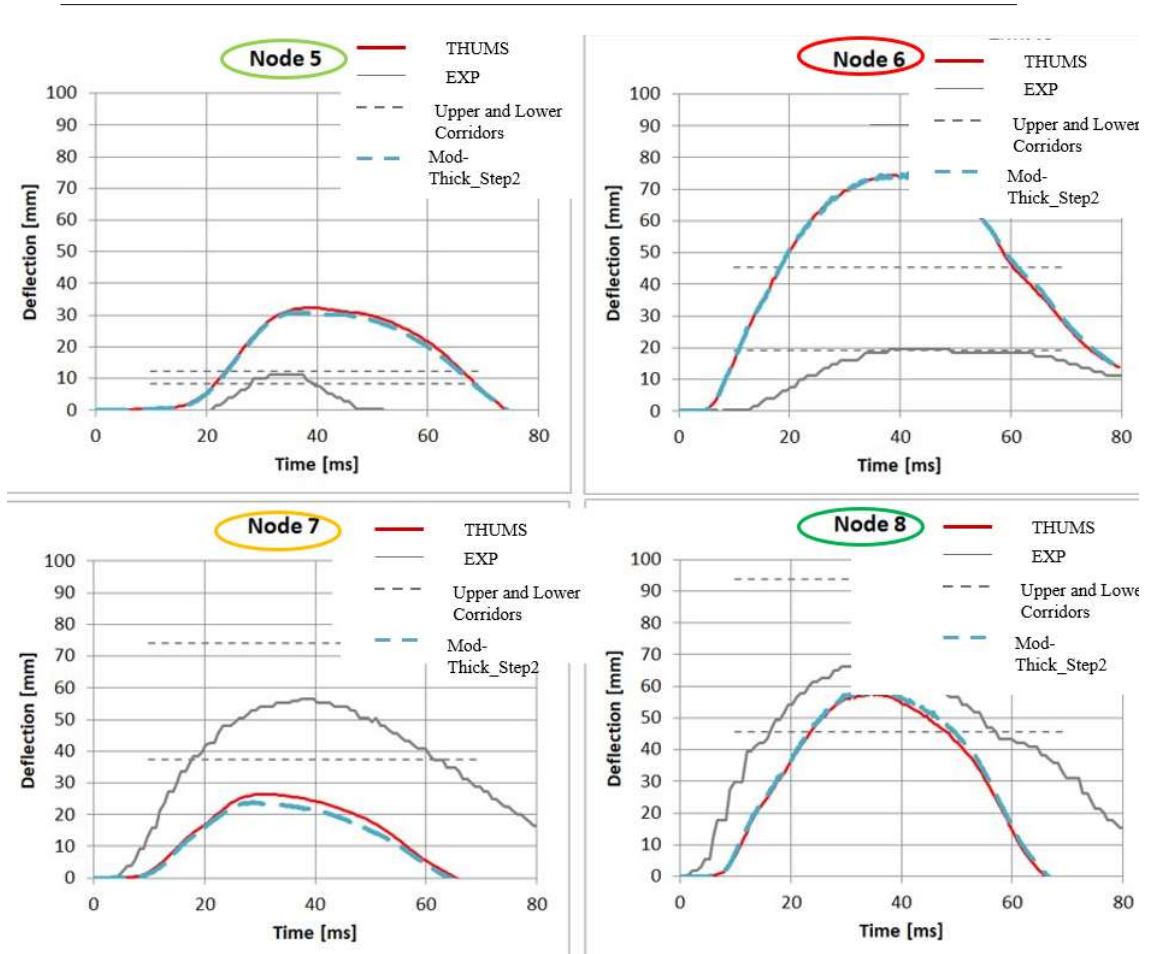 Node 5
THUMS
EXP
Upper and Lower
Corridors
Mod-
Thick_Step2
Deflection [mm]
100
90
80
70
60
50
40
30
20
10
0
0 20 40 60 80
Time [ms]
Node 6
THUMS
EXP
Upper and Lower
Corridors
Mod-
Thick_Step2
Deflection [mm]
100
90
80
70
60
50
40
30
20
10
0
0 20 40 60 80
Time [ms]
Node 7
THUMS
EXP
Upper and Lower
Corridors
Mod-
Thick_Step2
Deflection [mm]
100
90
80
70
60
50
40
30
20
10
0
0 20 40 60 80
Time [ms]
Node 8
THUMS
EXP
Upper and Lowe
Corridors
Mod-
Thick_Step2
Deflection [mm]
100
90
80
70
60
50
40
30
20
10
0
0 20 40 60 80
Time [ms]